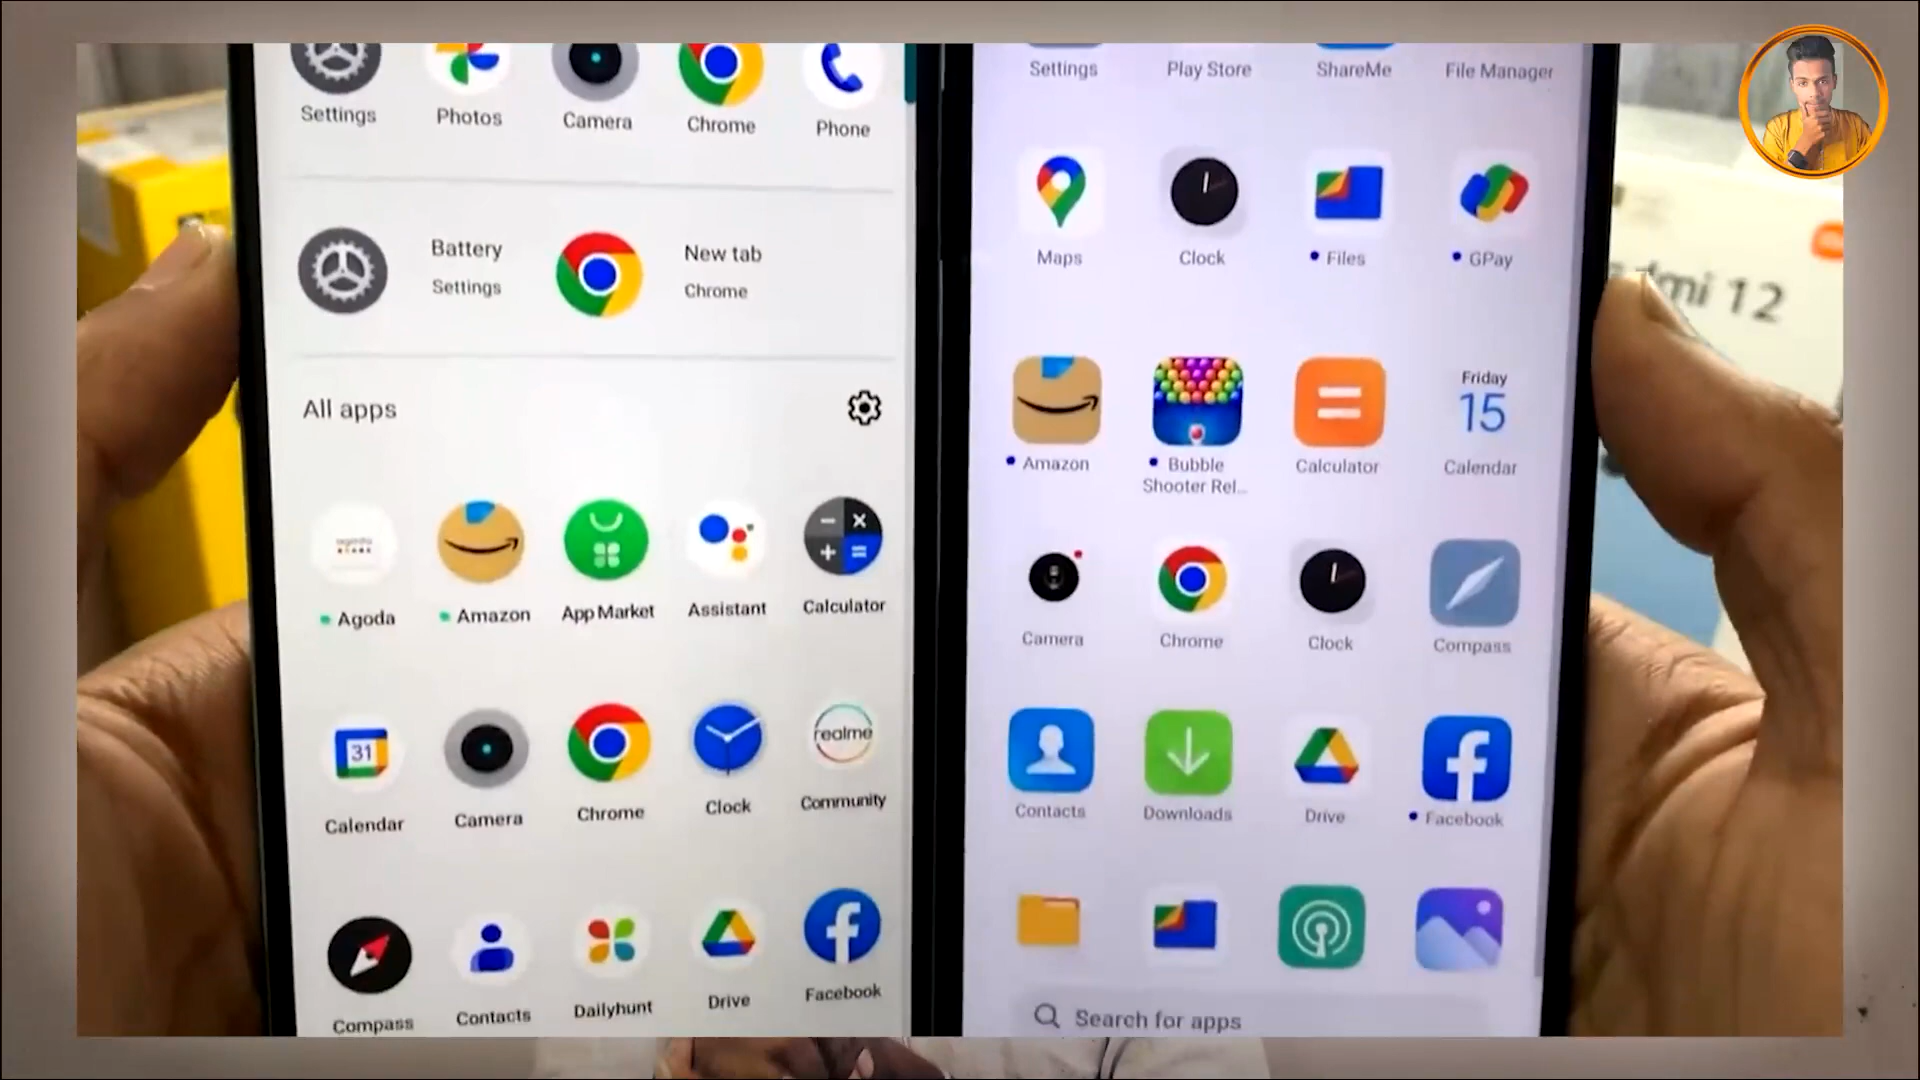 Settings
Photos
Camera
Chrome
Phone
Battery
Settings
New tab
Chrome
All apps
agoda
Agoda
Amazon
App Market
Assistant
Calculator
31
realme
Calendar
Camera
Chrome
Clock
Community
Compass
Contacts
Dailyhunt
Drive
Facebook
Settings
Play Store
ShareMe
File Manager
Maps
Clock
Files
GPay
Friday
15
Amazon
Bubble
Shooter Rel...
Calculator
Calendar
Camera
Chrome
Clock
Compass
Contacts
Downloads
Drive
Facebook
Search for apps
12